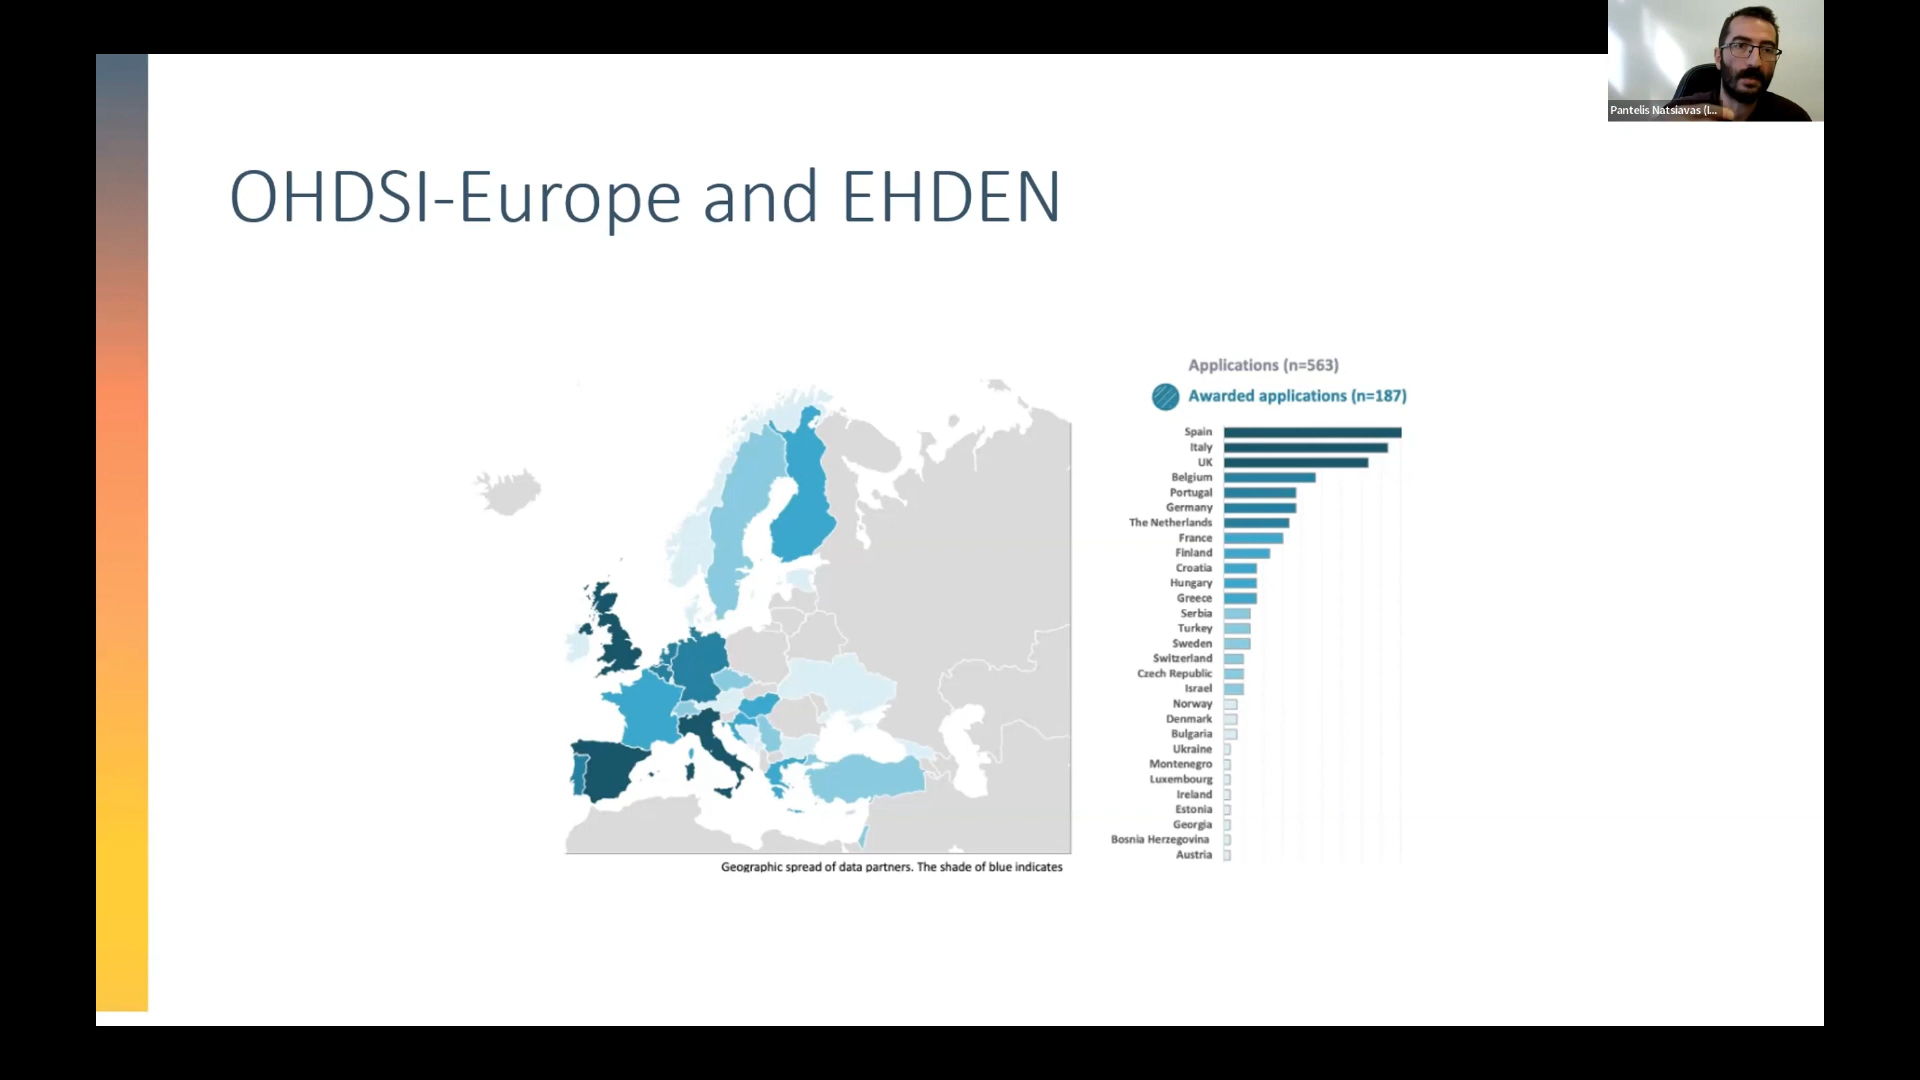 Pantelis Natsiavas (I...
OHDSI-Europe and EHDEN
Applications (n=563)
Awarded applications (n=187)
Spain
Italy
UK
Belgium
Portugal
Germany
The Netherlands
France
Finland
Croatia
Hungary
Greece
Serbia
Turkey
Sweden
Switzerland
Czech Republic
Israel
Norway
Denmark
Bulgaria
Ukraine
Montenegro
Luxembourg
Ireland
Estonia
Georgia
Bosnia Herzegovina
Austria
Geographic spread of data partners. The shade of blue indicates